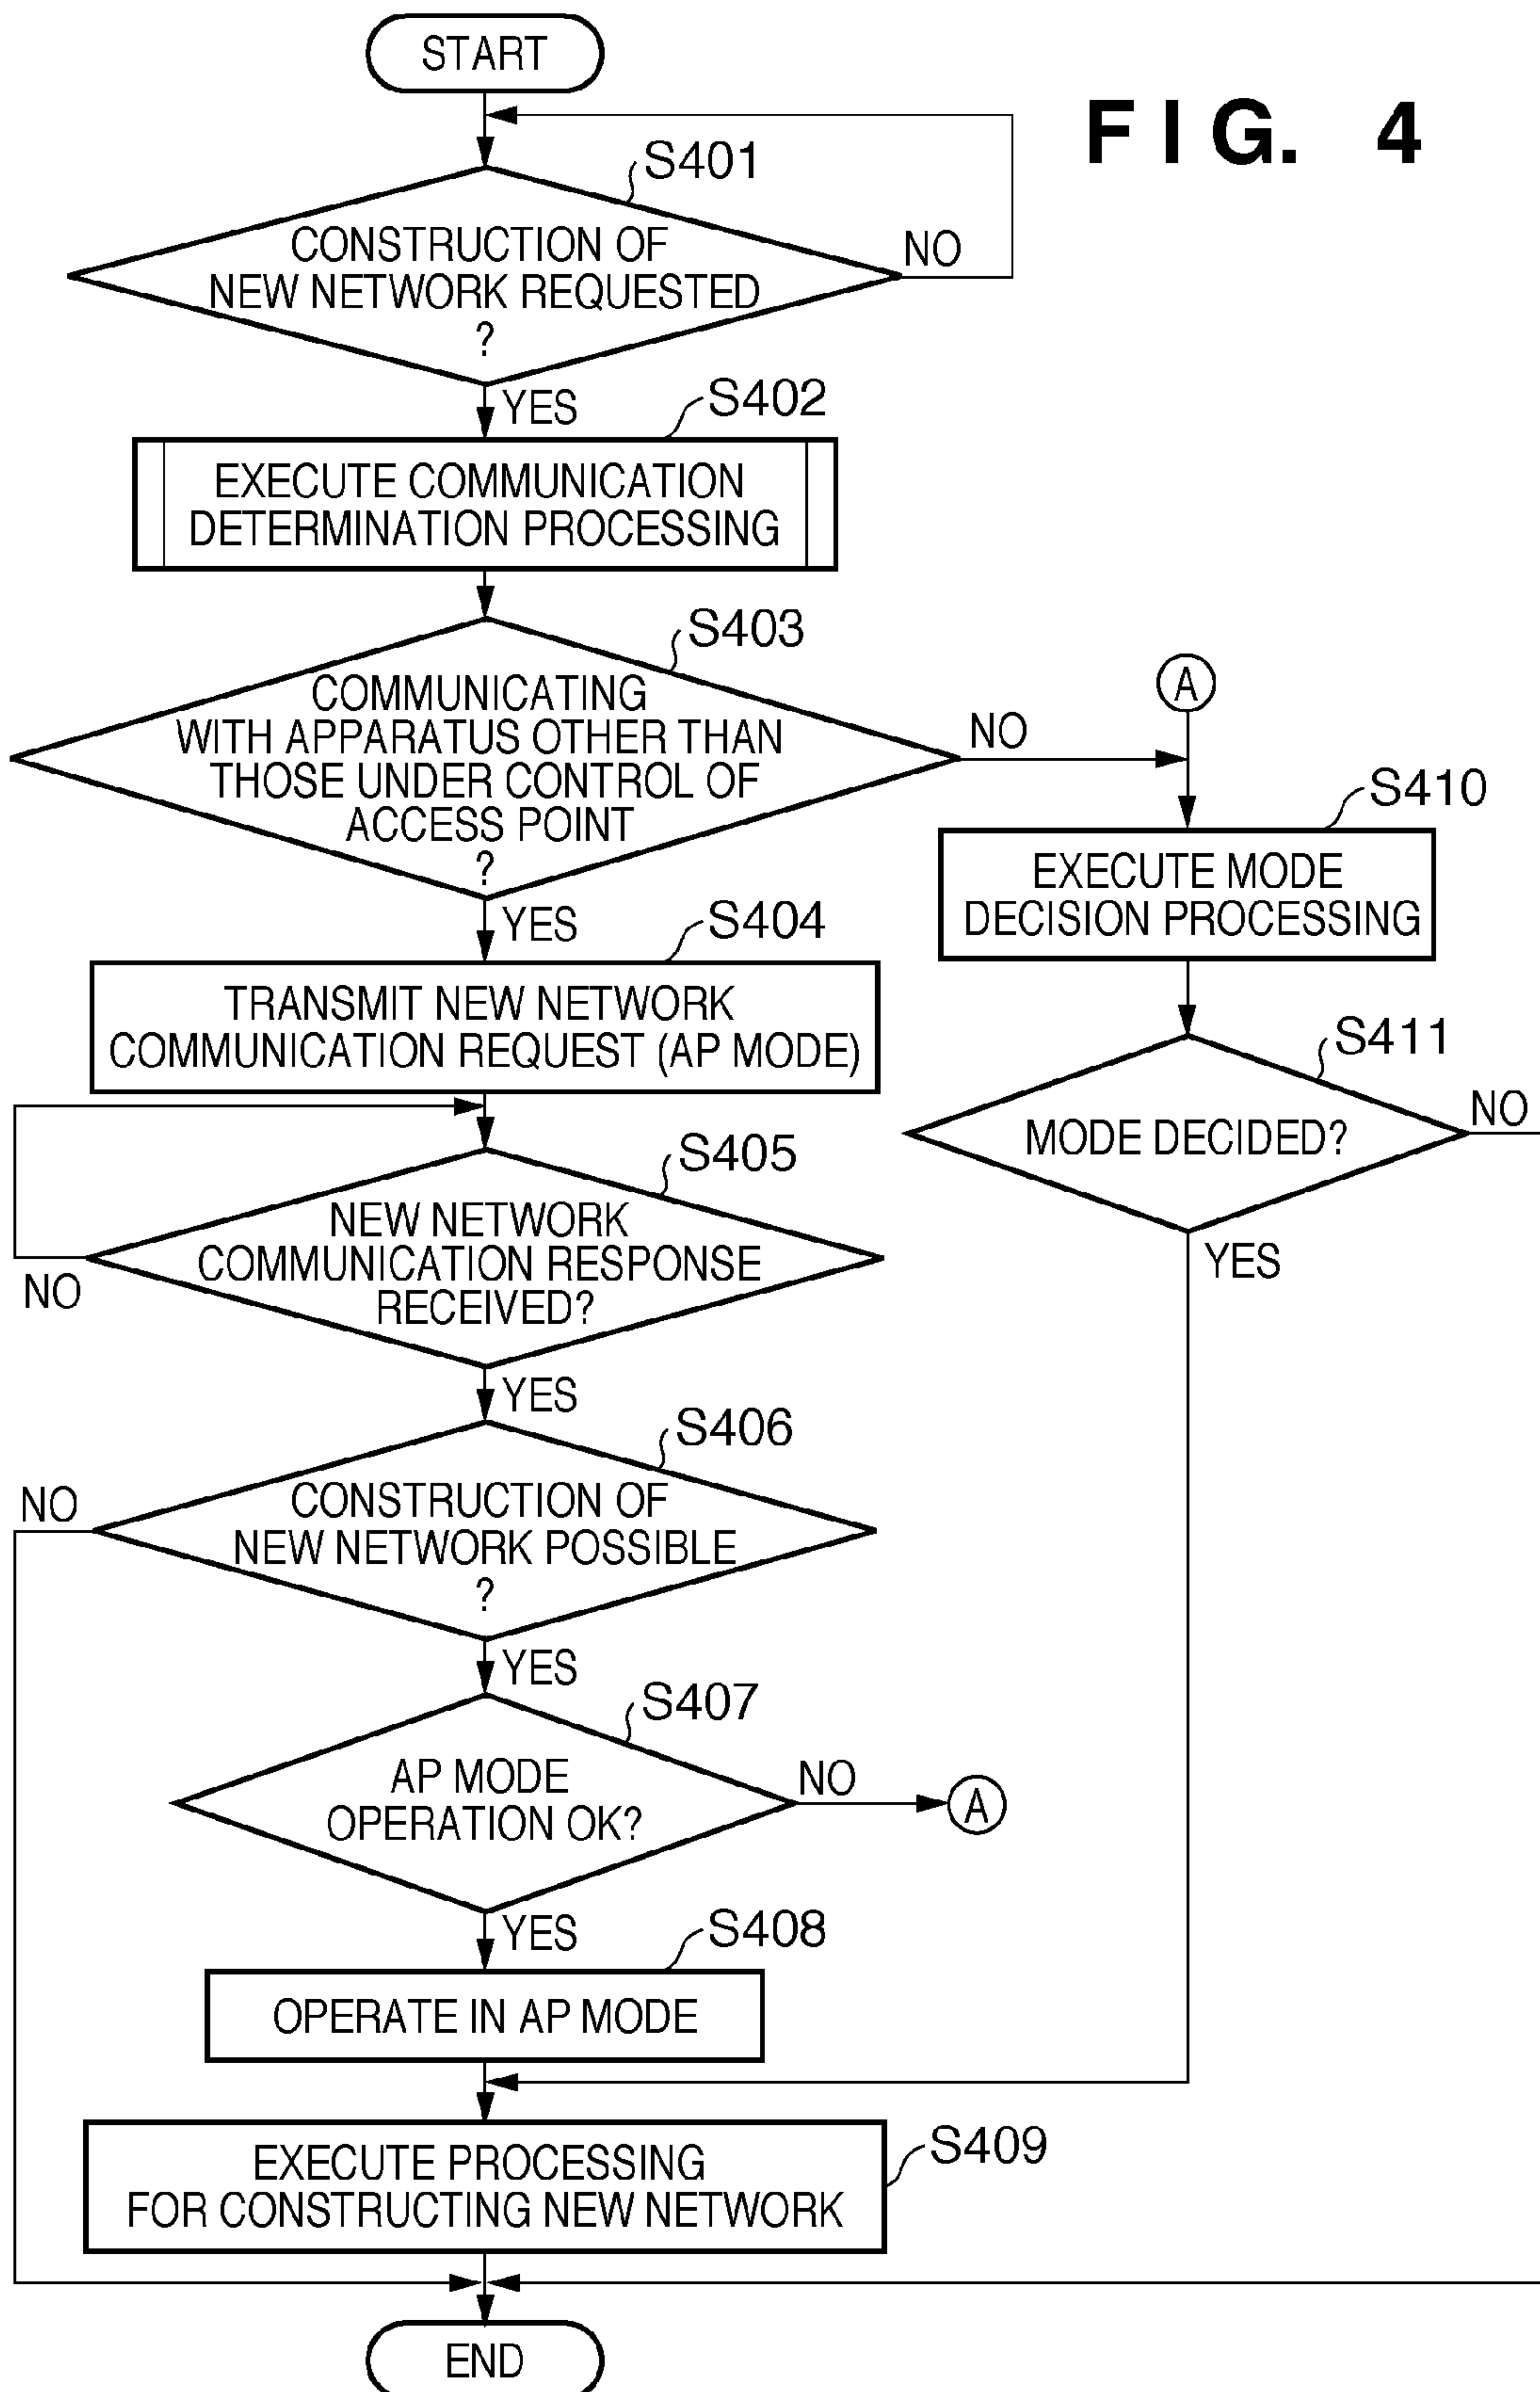 START
FIG. 4
S401
CONSTRUCTION OF
NEW NETWORK REQUESTED
?
NO
YES
S402
EXECUTE COMMUNICATION
DETERMINATION PROCESSING
S403
COMMUNICATING
WITH APPARATUS OTHER THAN
THOSE UNDER CONTROL OF
ACCESS POINT
?
NO
YES
A
S410
EXECUTE MODE
DECISION PROCESSING
S404
TRANSMIT NEW NETWORK
COMMUNICATION REQUEST (AP MODE)
S411
MODE DECIDED?
NO
YES
S405
NEW NETWORK
COMMUNICATION RESPONSE
RECEIVED?
NO
YES
S406
CONSTRUCTION OF
NEW NETWORK POSSIBLE
?
NO
YES
S407
AP MODE
OPERATION OK?
NO
A
YES
S408
OPERATE IN AP MODE
S409
EXECUTE PROCESSING
FOR CONSTRUCTING NEW NETWORK
END